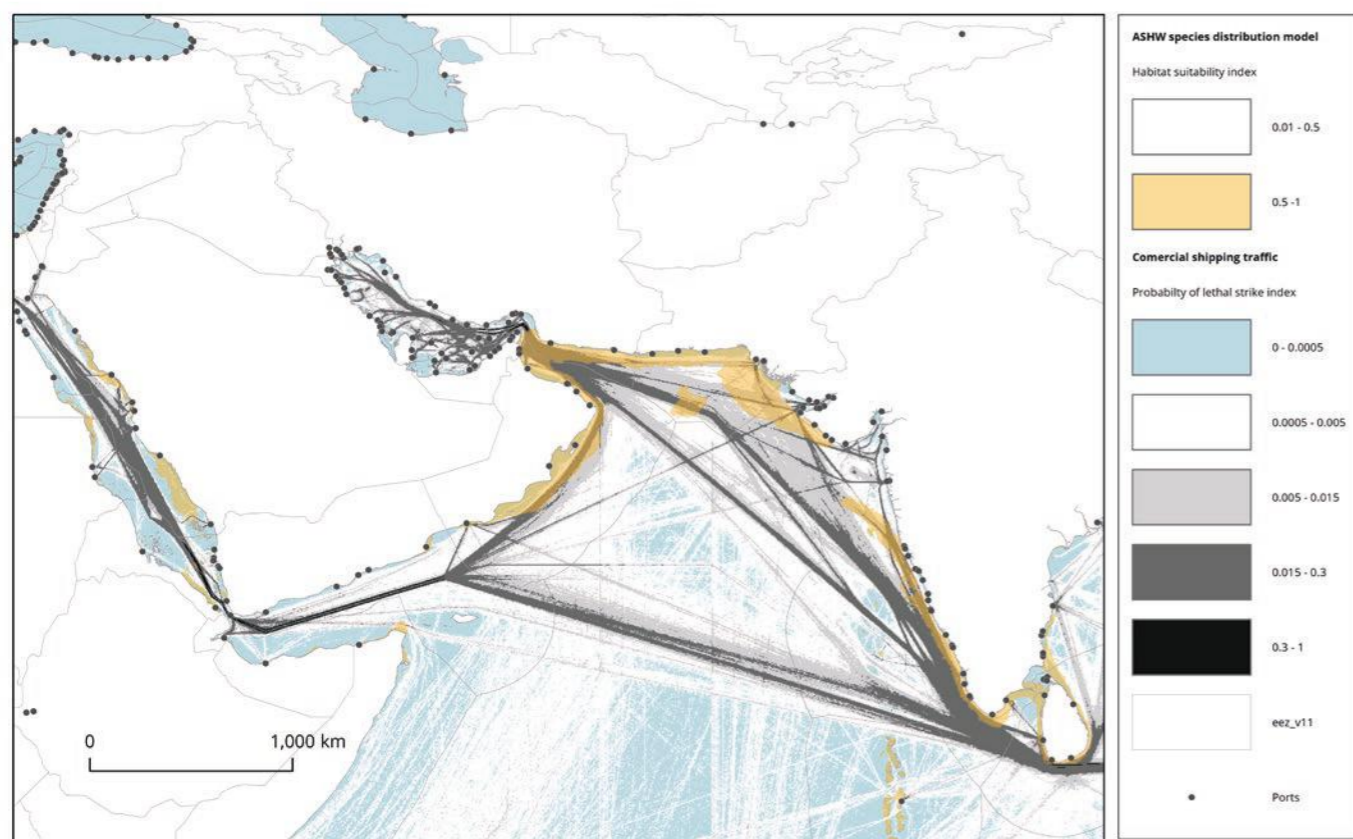 ASHW species distribution model
Habitat suitability index
0.01 - 0.5
0.5 -1
Comercial shipping traffic
Probabilty of lethal strike index
0 - 0.0005
0.0005 - 0.005
0.005 - 0.015
0.015 - 0.3
0.3 - 1
eez_v11
Ports
0 1,000 km